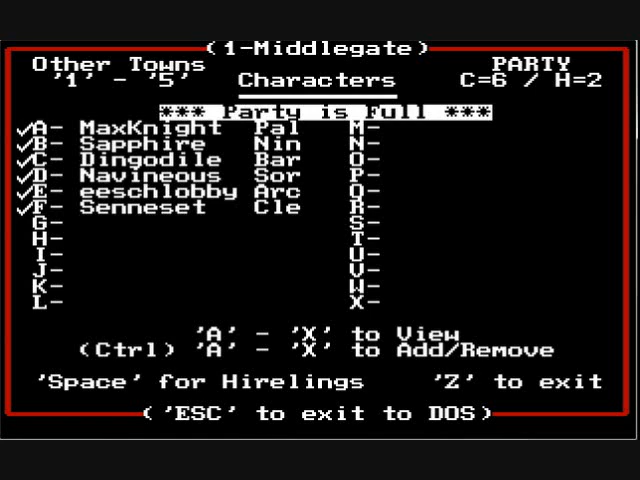 (1-Middlegate)
Other Towns PARTY
'1' - '5' Characters C=6 / H=2
*** Party is Full ***
A- MaxKnight Pal M-
B- Sapphire Nin N-
C- Dingodile Bar O-
D- Navineous Sor P-
E- eeschlobby Arc Q-
F- Senneset Cle R-
G- S-
H- T-
I- U-
J- V-
K- W-
L- X-
'A' - 'X' to View
(Ctrl) 'A' - 'X' to Add/Remove
'Space' for Hirelings 'Z' to exit
('ESC' to exit to DOS)